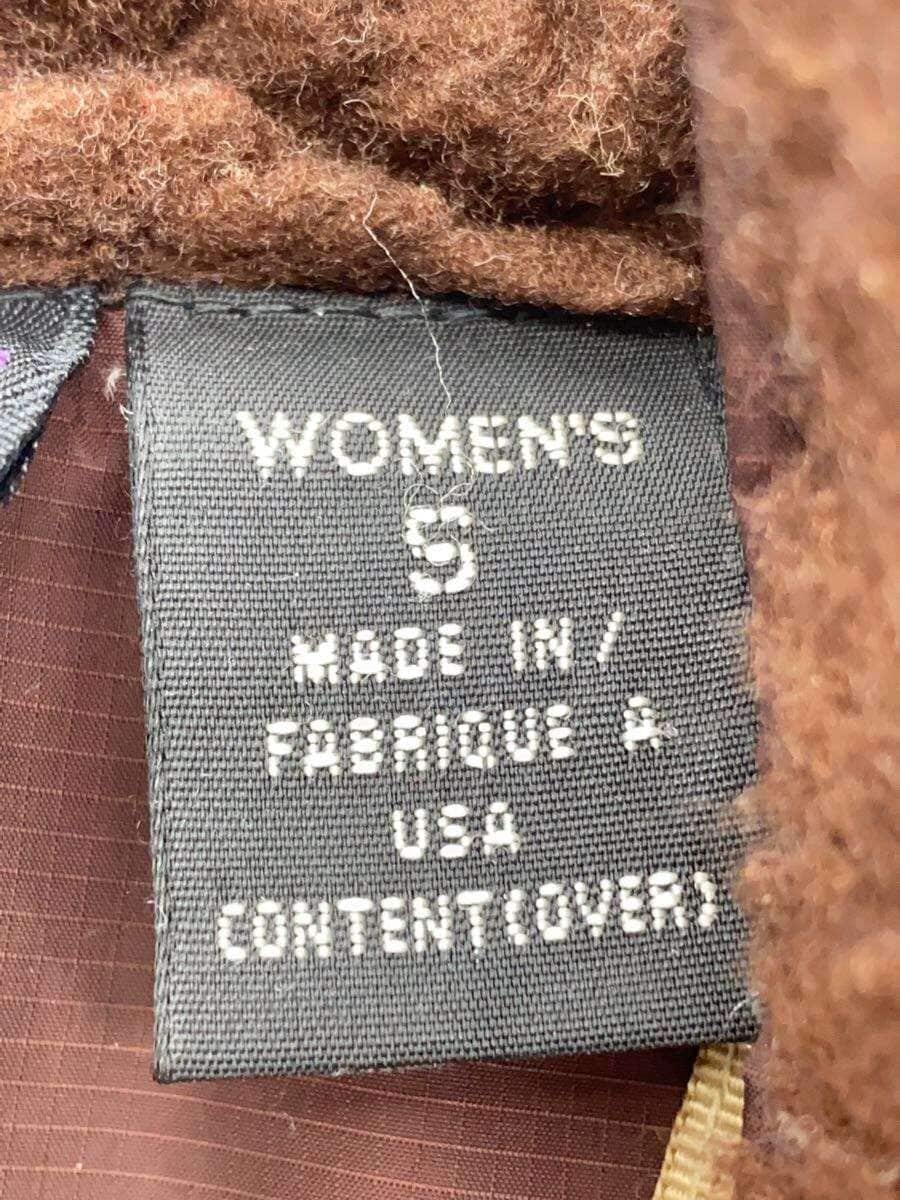 WOMEN'S
S
MADE IN /
FABRIQUE A
USA
CONTENT(OVER)